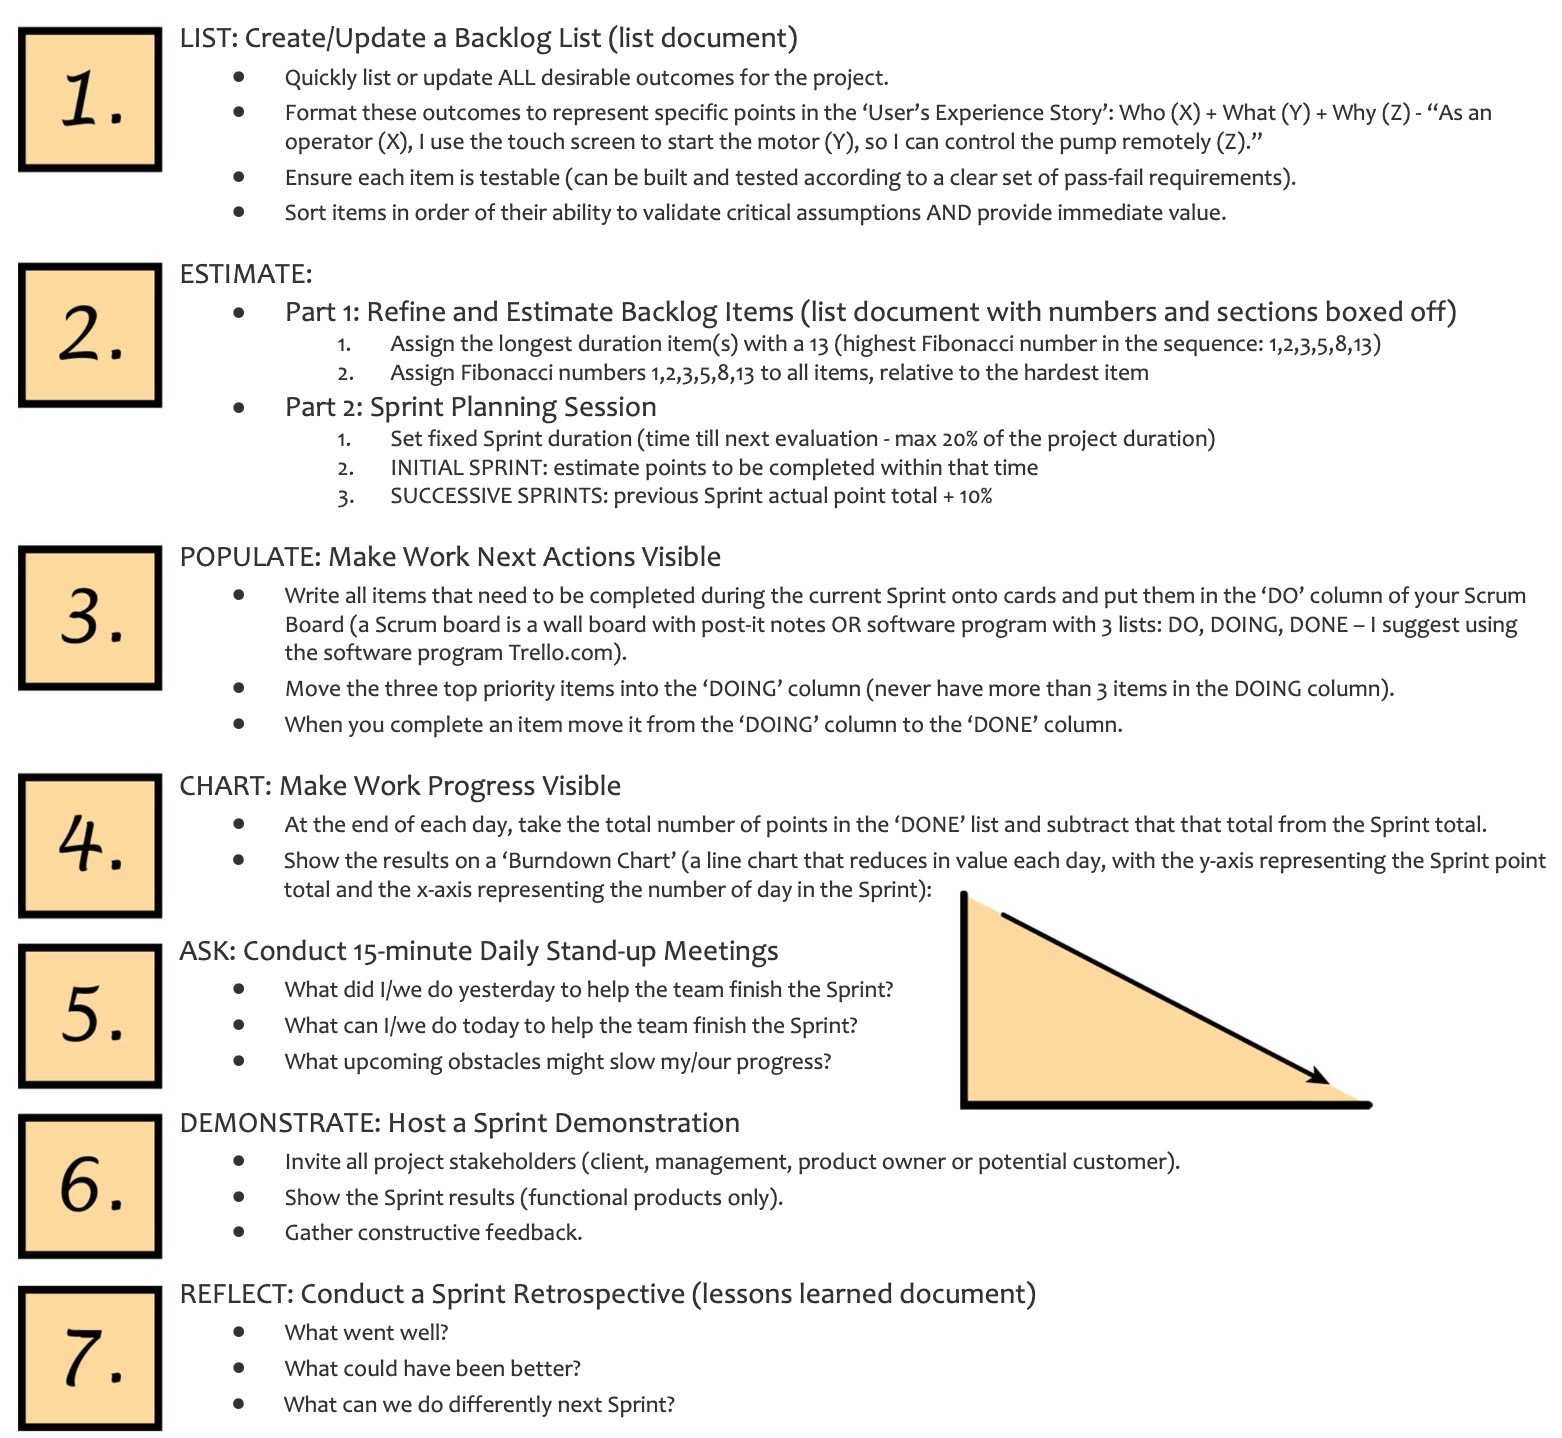 1.
LIST: Create/Update a Backlog List (list document)
● Quickly list or update ALL desirable outcomes for the project.
● Format these outcomes to represent specific points in the ‘User’s Experience Story’: Who (X) + What (Y) + Why (Z) - “As an
operator (X), I use the touch screen to start the motor (Y), so I can control the pump remotely (Z).”
● Ensure each item is testable (can be built and tested according to a clear set of pass-fail requirements).
● Sort items in order of their ability to validate critical assumptions AND provide immediate value.
2.
ESTIMATE:
● Part 1: Refine and Estimate Backlog Items (list document with numbers and sections boxed off)
1. Assign the longest duration item(s) with a 13 (highest Fibonacci number in the sequence: 1,2,3,5,8,13)
2. Assign Fibonacci numbers 1,2,3,5,8,13 to all items, relative to the hardest item
● Part 2: Sprint Planning Session
1. Set fixed Sprint duration (time till next evaluation - max 20% of the project duration)
2. INITIAL SPRINT: estimate points to be completed within that time
3. SUCCESSIVE SPRINTS: previous Sprint actual point total + 10%
3.
POPULATE: Make Work Next Actions Visible
● Write all items that need to be completed during the current Sprint onto cards and put them in the ‘DO’ column of your Scrum
Board (a Scrum board is a wall board with post-it notes OR software program with 3 lists: DO, DOING, DONE – I suggest using
the software program Trello.com).
● Move the three top priority items into the ‘DOING’ column (never have more than 3 items in the DOING column).
● When you complete an item move it from the ‘DOING’ column to the ‘DONE’ column.
4.
CHART: Make Work Progress Visible
● At the end of each day, take the total number of points in the ‘DONE’ list and subtract that that total from the Sprint total.
● Show the results on a ‘Burndown Chart’ (a line chart that reduces in value each day, with the y-axis representing the Sprint point
total and the x-axis representing the number of day in the Sprint):
5.
ASK: Conduct 15-minute Daily Stand-up Meetings
● What did I/we do yesterday to help the team finish the Sprint?
● What can I/we do today to help the team finish the Sprint?
● What upcoming obstacles might slow my/our progress?
6.
DEMONSTRATE: Host a Sprint Demonstration
● Invite all project stakeholders (client, management, product owner or potential customer).
● Show the Sprint results (functional products only).
● Gather constructive feedback.
7.
REFLECT: Conduct a Sprint Retrospective (lessons learned document)
● What went well?
● What could have been better?
● What can we do differently next Sprint?